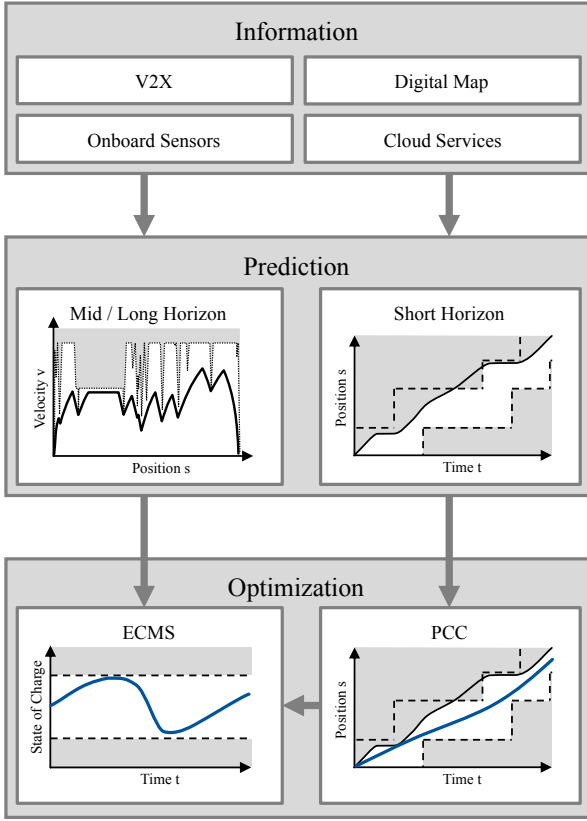 Information
V2X
Digital Map
Onboard Sensors
Cloud Services
Prediction
Mid / Long Horizon
Velocity v
Position s
Short Horizon
Position s
Time t
Optimization
ECMS
State of Charge
Time t
PCC
Position s
Time t